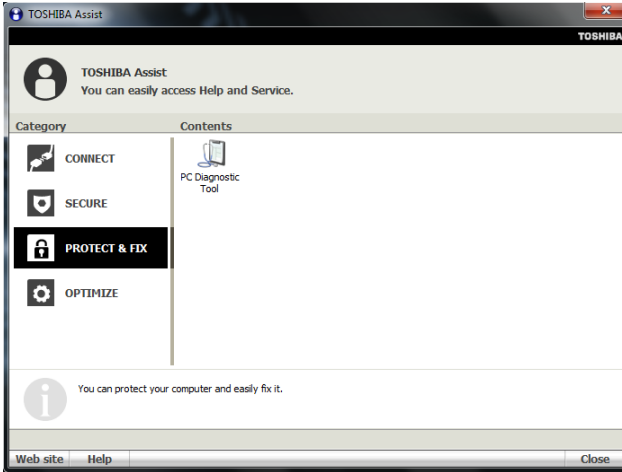 TOSHIBA Assist
TOSHIBA
TOSHIBA Assist
You can easily access Help and Service.
Category
Contents
CONNECT
SECURE
PROTECT & FIX
OPTIMIZE
PC Diagnostic
Tool
You can protect your computer and easily fix it.
Web site
Help
Close